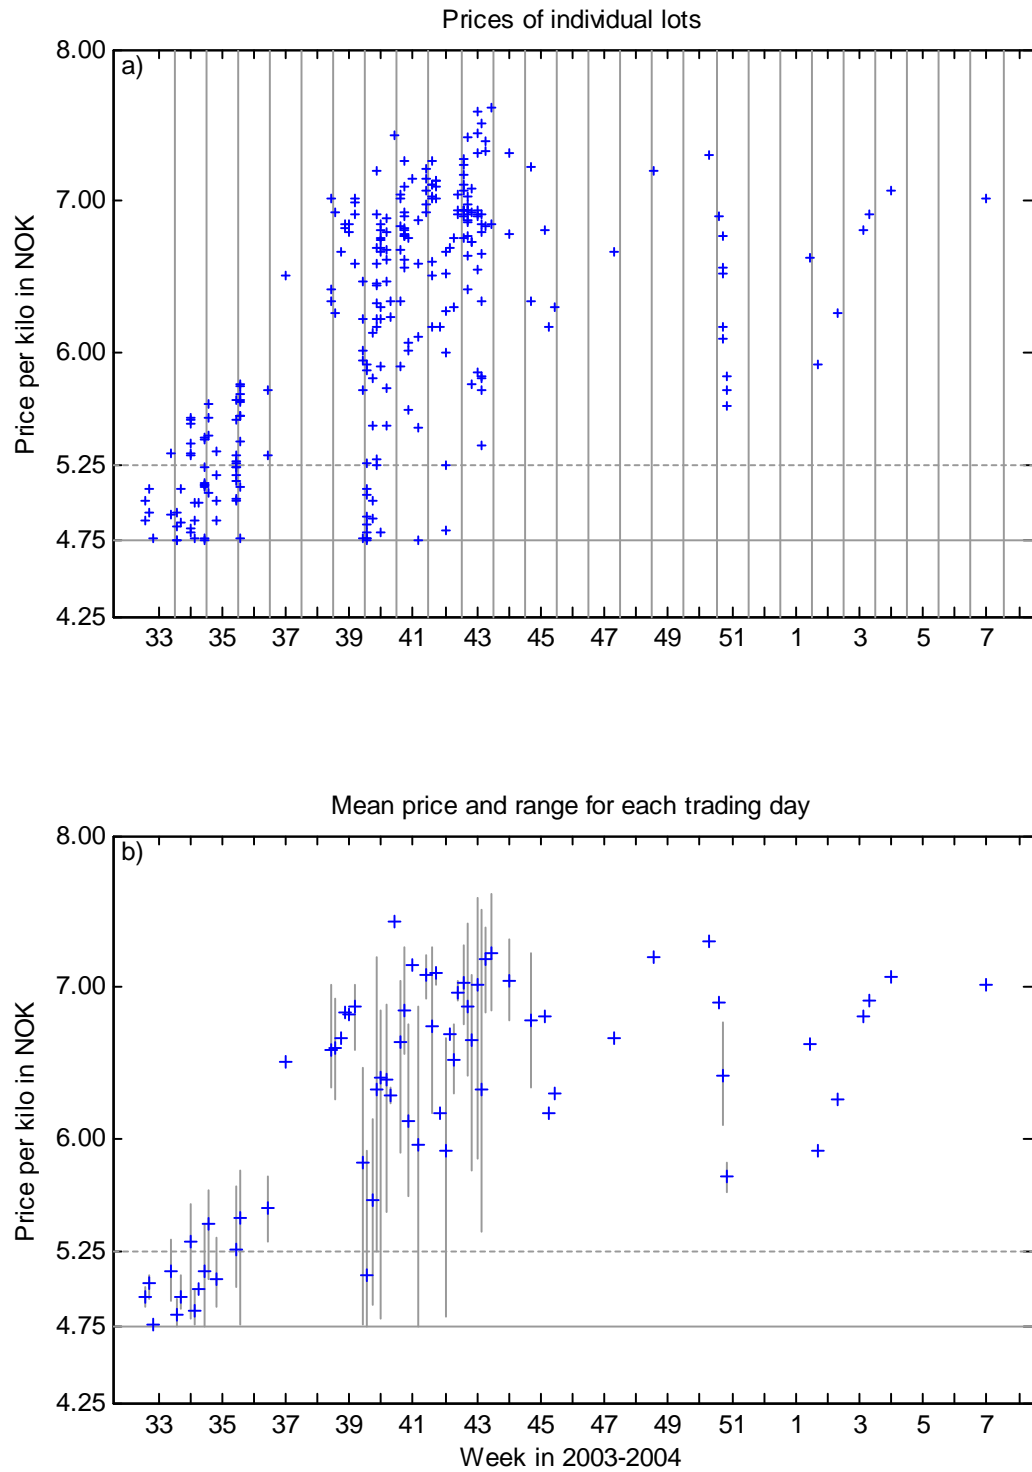 Prices of individual lots
a)
8.00
7.00
6.00
5.25
4.75
4.25
Price per kilo in NOK
33 35 37 39 41 43 45 47 49 51 1 3 5 7
Mean price and range for each trading day
b)
8.00
7.00
6.00
5.25
4.75
4.25
Price per kilo in NOK
33 35 37 39 41 43 45 47 49 51 1 3 5 7
Week in 2003-2004